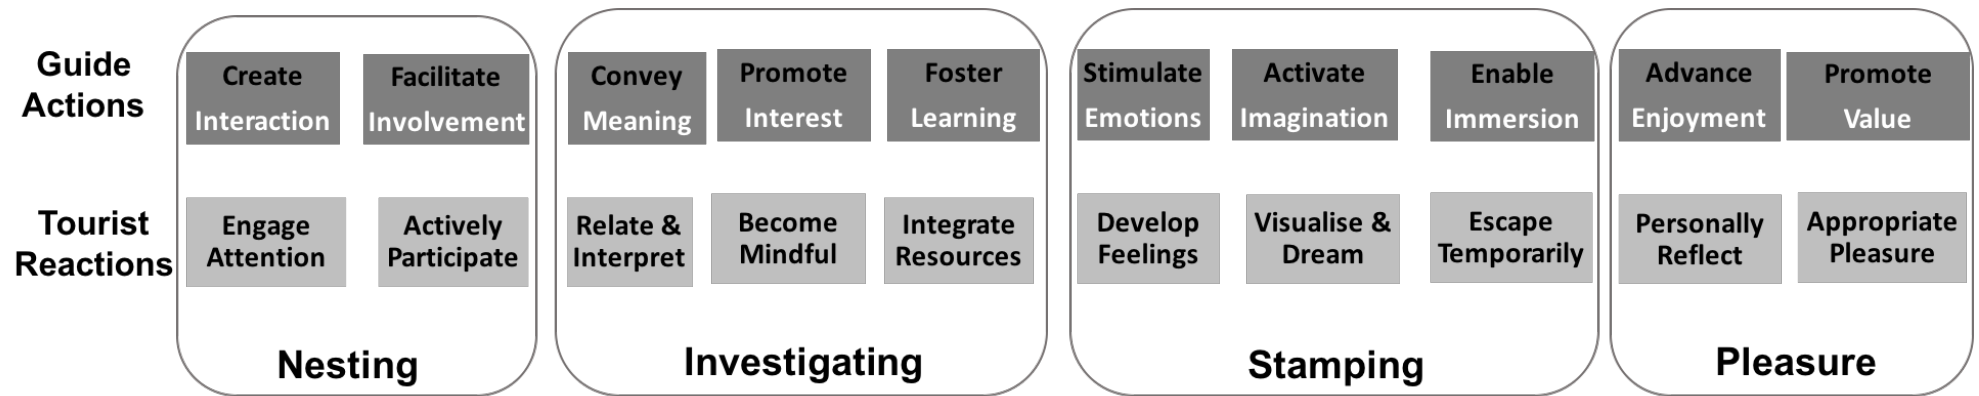 Guide
Actions
Create
Interaction
Facilitate
Involvement
Convey
Meaning
Promote
Interest
Foster
Learning
Stimulate
Emotions
Activate
Imagination
Enable
Immersion
Advance
Enjoyment
Promote
Value
Tourist
Reactions
Engage
Attention
Actively
Participate
Relate &
Interpret
Become
Mindful
Integrate
Resources
Develop
Feelings
Visualise &
Dream
Escape
Temporarily
Personally
Reflect
Appropriate
Pleasure
Nesting
Investigating
Stamping
Pleasure